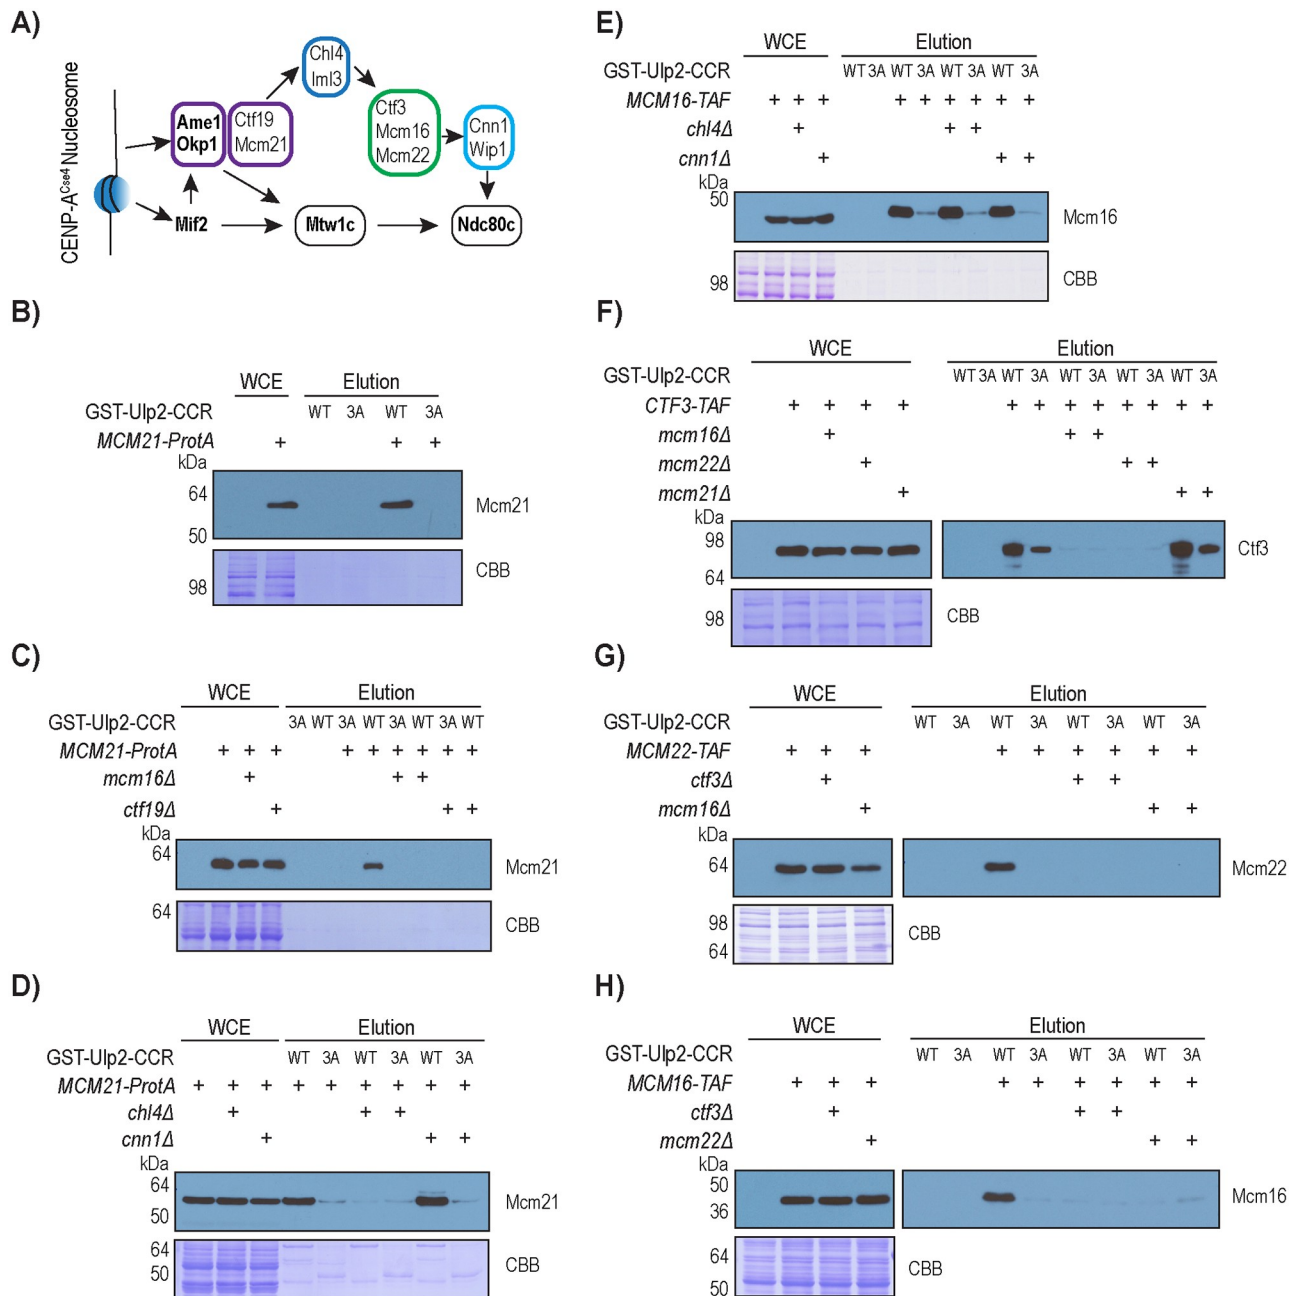 A)
CENP-A^Cse4 Nucleosome
Ame1
Okp1
Ctf19
Mcm21
Chl4
Iml3
Ctf3
Mcm16
Mcm22
Cnn1
Wip1
Mif2
Mtw1c
Ndc80c
B)
WCE Elution
GST-Ulp2-CCR WT 3A WT 3A
MCM21-ProtA + + +
kDa
64
50
Mcm21
98
CBB
C)
WCE Elution
GST-Ulp2-CCR 3A WT 3A WT 3A WT 3A WT
MCM21-ProtA + + + + + + + + +
mcm16Δ + + +
ctf19Δ + + +
kDa
64
Mcm21
64
CBB
D)
WCE Elution
GST-Ulp2-CCR WT 3A WT 3A WT 3A
MCM21-ProtA + + + + + + + + +
chl4Δ + + +
cnn1Δ + + +
kDa
64
50
Mcm21
64
50
CBB
E)
WCE Elution
GST-Ulp2-CCR WT 3A WT 3A WT 3A WT 3A
MCM16-TAF + + + + + + + + +
chl4Δ + + +
cnn1Δ + + +
kDa
50
Mcm16
98
CBB
F)
WCE Elution
GST-Ulp2-CCR WT 3A WT 3A WT 3A WT 3A WT 3A
CTF3-TAF + + + + + + + + + + + +
mcm16Δ + + +
mcm22Δ + + +
mcm21Δ + + +
kDa
98
64
Ctf3
98
CBB
G)
WCE Elution
GST-Ulp2-CCR WT 3A WT 3A WT 3A WT 3A
MCM22-TAF + + + + + + + + +
ctf3Δ + + +
mcm16Δ + + +
kDa
64
Mcm22
98
64
CBB
H)
WCE Elution
GST-Ulp2-CCR WT 3A WT 3A WT 3A WT 3A
MCM16-TAF + + + + + + + + +
ctf3Δ + + +
mcm22Δ + + +
kDa
50
36
Mcm16
64
50
CBB